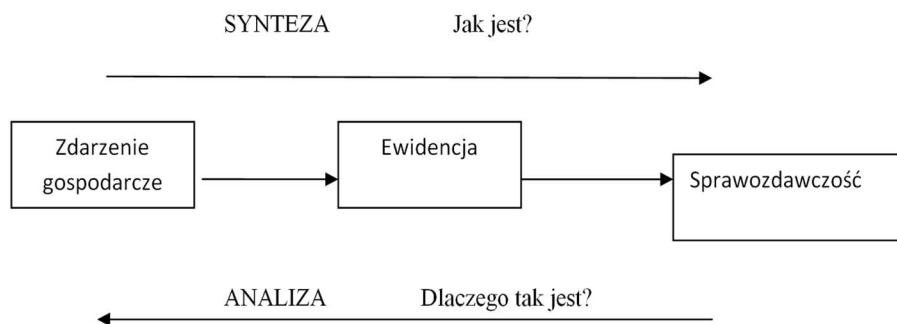 SYNTEZA Jak jest?
Zdarzenie
gospodarcze
Ewidencja
Sprawozdawczość
ANALIZA Dlaczego tak jest?